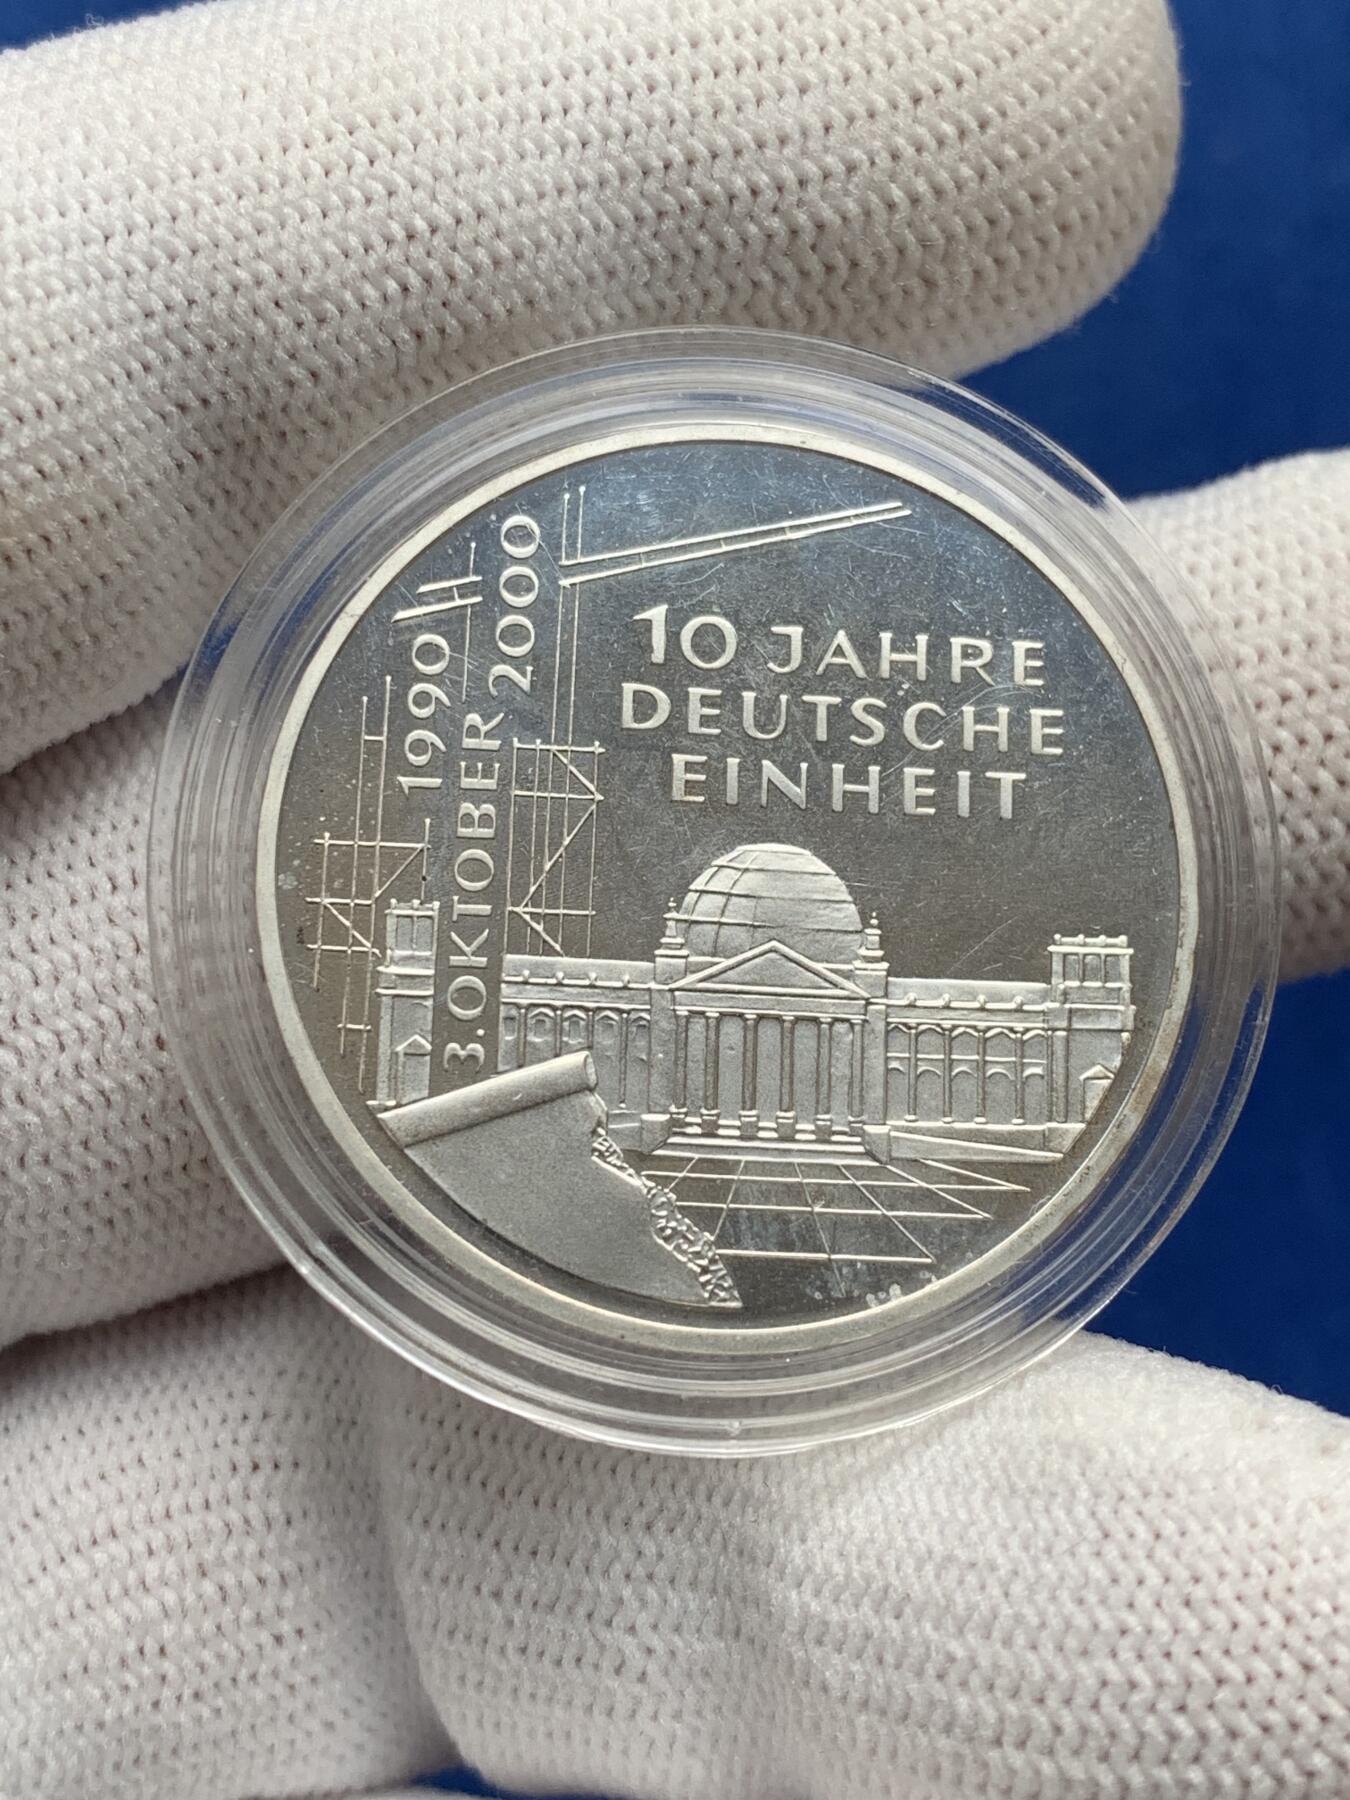 1990
3. OKTOBER 2000
10 JAHRE
DEUTSCHE
EINHEIT